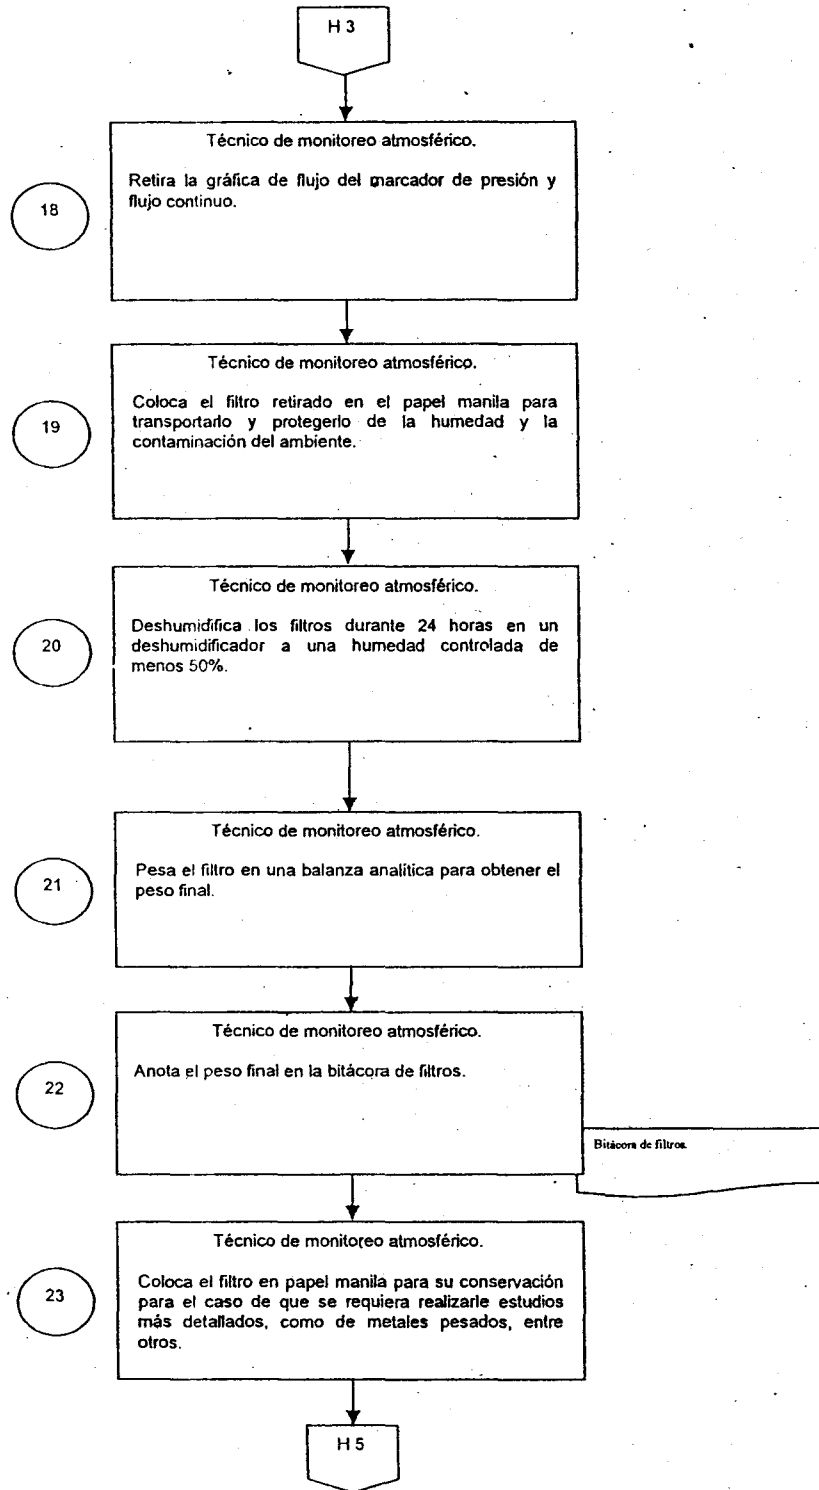 H 3
Técnico de monitoreo atmosférico.
Retira la gráfica de flujo del marcador de presión y
flujo continuo.
18
Técnico de monitoreo atmosférico.
Coloca el filtro retirado en el papel manila para
transportarlo y protegerlo de la humedad y la
contaminación del ambiente.
19
Técnico de monitoreo atmosférico.
Deshumidifica los filtros durante 24 horas en un
deshumidificador a una humedad controlada de
menos 50%.
20
Técnico de monitoreo atmosférico.
Pesa el filtro en una balanza analítica para obtener el
peso final.
21
Técnico de monitoreo atmosférico.
Anota el peso final en la bitácora de filtros.
22
Bitácora de filtros.
Técnico de monitoreo atmosférico.
Coloca el filtro en papel manila para su conservación
para el caso de que se requiera realizarle estudios
más detallados, como de metales pesados, entre
otros.
23
H 5